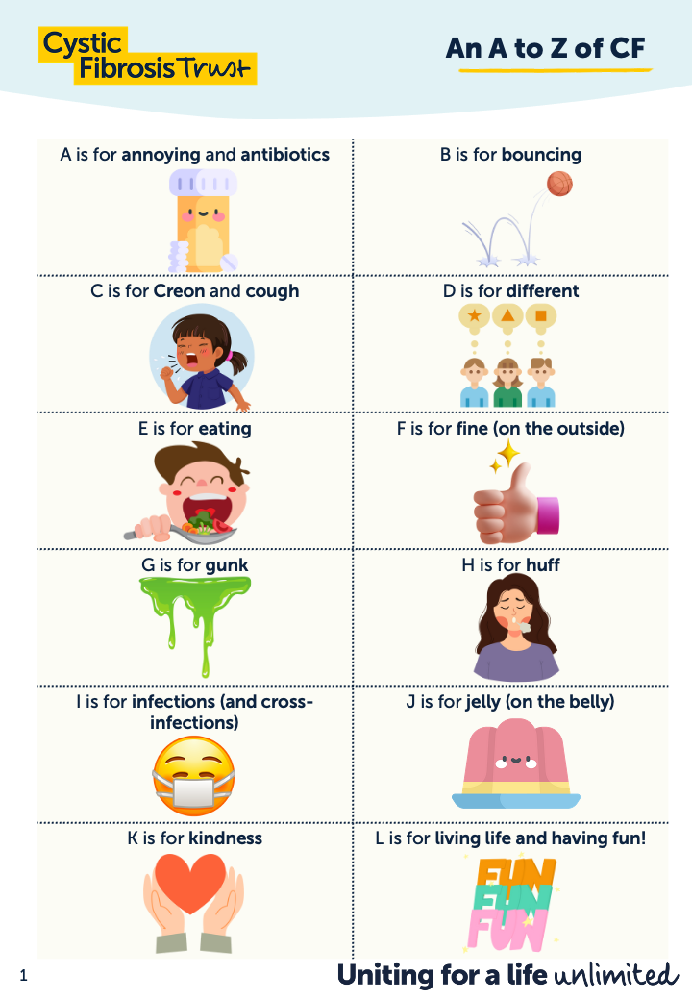 Cystic
Fibrosis Trust
An A to Z of CF
A is for annoying and antibiotics
B is for bouncing
C is for Creon and cough
D is for different
E is for eating
F is for fine (on the outside)
G is for gunk
H is for huff
I is for infections (and cross-
infections)
J is for jelly (on the belly)
K is for kindness
L is for living life and having fun!
FUN
FUN
FUN
1
Uniting for a life unlimited